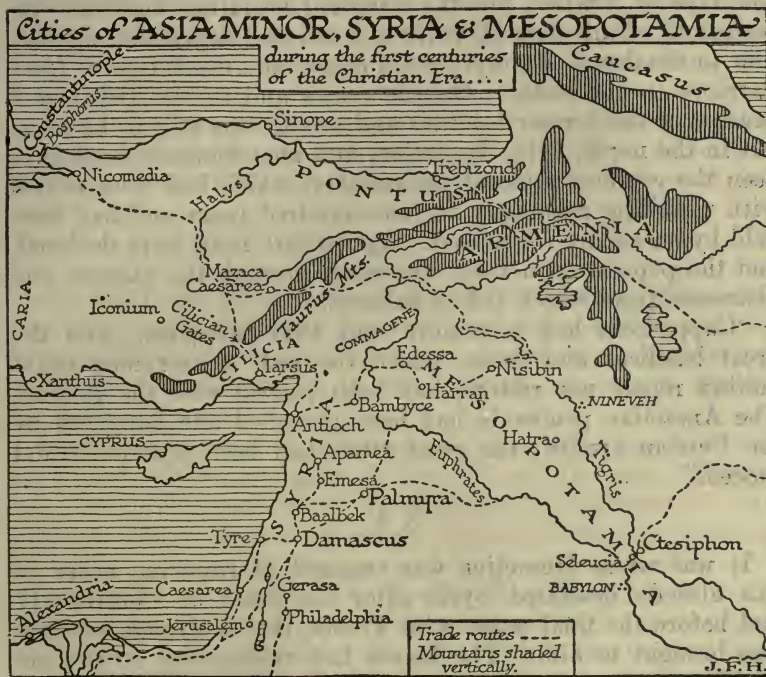 Cities of ASIA MINOR, SYRIA & MESOPOTAMIA
during the first centuries
of the Christian Era....
Caucasus
Constantinople
Bosphorus
Sinope
Nicomedia
Halys
PONTUS
Trebizond
ARMENIA
Mazaca
Caesarea
Taurus Mts.
Iconium
Cilician
Gates
CARIA
CILICIA
COMMAGENE
Xanthus
Tarsus
Edessa
Nisibin
Harran
MESOPOTAMIA
NINEVEH
Antioch
Bambyce
Hatra
Tigris
CYPRUS
SYRIA
Apamea
Emesa
Euphrates
Palmyra
Baalbek
Tyre
Damascus
Ctesiphon
Seleucia
BABYLON
Caesarea
Gerasa
Alexandria
Jerusalem
Philadelphia
Trade routes ----
Mountains shaded
vertically.
J.F.H.